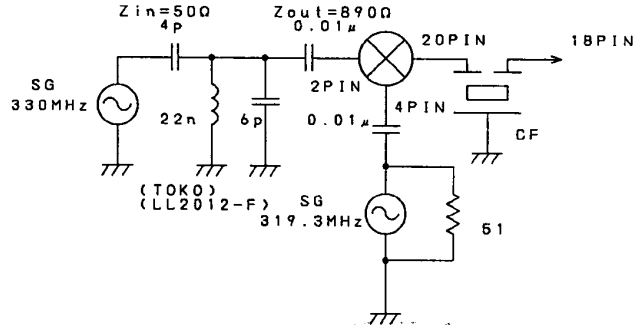 Zin=50Ω Zout=890Ω
4p 0.01μ
20PIN 18PIN
SG
330MHz
2PIN
22n 6p
4PIN
0.01μ
CF
(TOKO)
(LL2012-F)
SG
319.3MHz
51